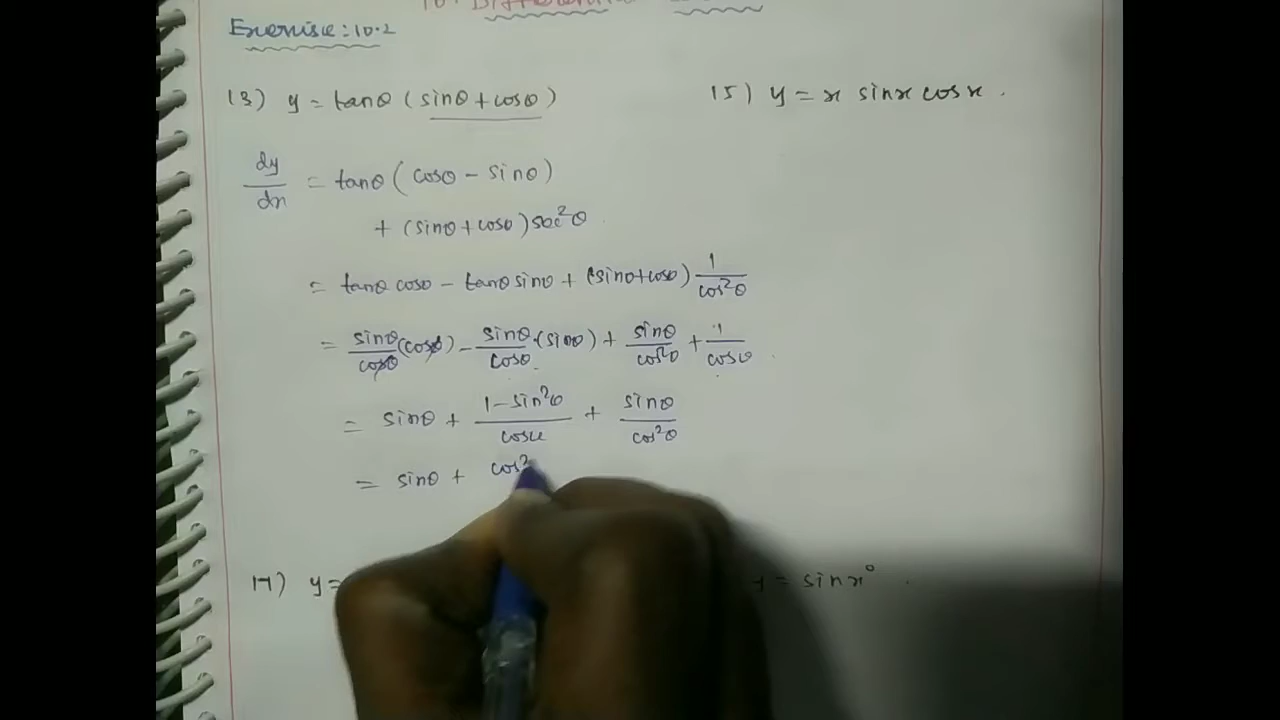 Exercise: 10.2
13) y = tanθ (sinθ + cosθ)
dy/dx = tanθ (cosθ - sinθ)
+ (sinθ + cosθ) sec²θ
= tanθ cosθ - tanθ sinθ + (sinθ + cosθ) 1/cos²θ
= sinθ/cosθ (cosθ) - sinθ/cosθ · (sinθ) + sinθ/cos²θ + 1/cosθ
= sinθ + 1 - sin²θ/cosx + sinθ/cos²θ
= sinθ + cos²
15) y = x sinx cosx.
17) y =
y = sinx°